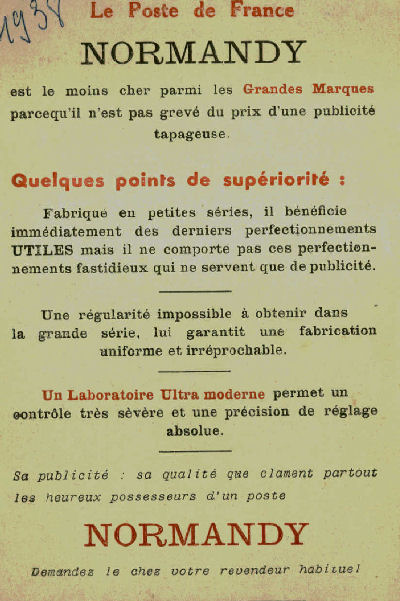 1938
Le Poste de France
NORMANDY
est le moins cher parmi les Grandes Marques
parcequ'il n'est pas grevé du prix d'une publicité
tapageuse.
Quelques points de supériorité :
Fabriqué en petites séries, il bénéficie
immédiatement des derniers perfectionnements
UTILES mais il ne comporte pas ces perfection-
nements fastidieux qui ne servent que de publicité.
Une régularité impossible à obtenir dans
la grande série, lui garantit une fabrication
uniforme et irréprochable.
Un Laboratoire Ultra moderne permet un
contrôle très sèvère et une précision de réglage
absolue.
Sa publicité : sa qualité que clament partout
les heureux possesseurs d'un poste
NORMANDY
Demandez le chez votre revendeur habituel